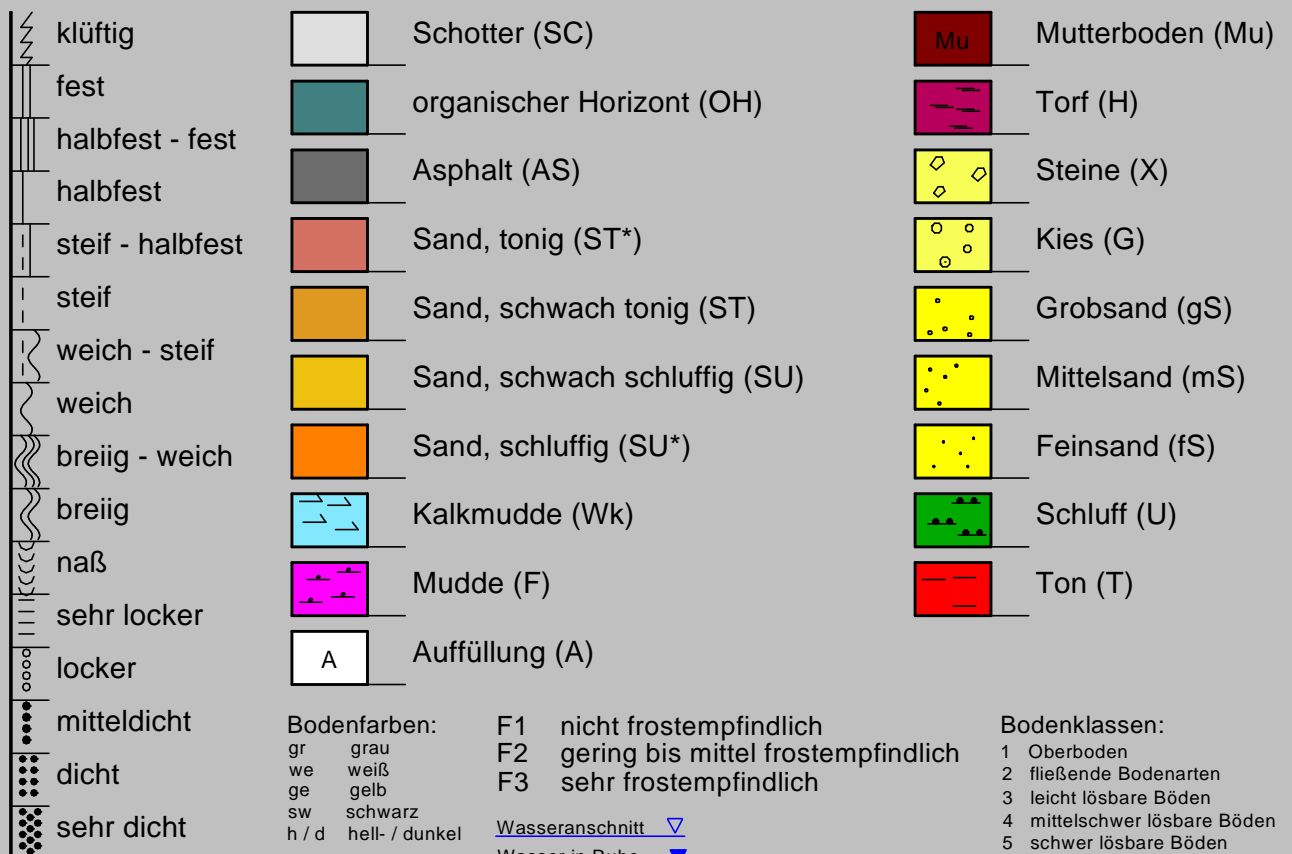 klüftig
fest
halbfest - fest
halbfest
steif - halbfest
steif
weich - steif
weich
breiig - weich
breiig
naß
sehr locker
locker
mitteldicht
dicht
sehr dicht
Schotter (SC)
organischer Horizont (OH)
Asphalt (AS)
Sand, tonig (ST*)
Sand, schwach tonig (ST)
Sand, schwach schluffig (SU)
Sand, schluffig (SU*)
Kalkmudde (Wk)
Mudde (F)
A Auffüllung (A)
Mu Mutterboden (Mu)
Torf (H)
Steine (X)
Kies (G)
Grobsand (gS)
Mittelsand (mS)
Feinsand (fS)
Schluff (U)
Ton (T)
Bodenfarben:
gr grau
we weiß
ge gelb
sw schwarz
h / d hell- / dunkel
F1 nicht frostempfindlich
F2 gering bis mittel frostempfindlich
F3 sehr frostempfindlich
Wasseranschnitt
Wasser in Ruhe
Bodenklassen:
1 Oberboden
2 fließende Bodenarten
3 leicht lösbare Böden
4 mittelschwer lösbare Böden
5 schwer lösbare Böden